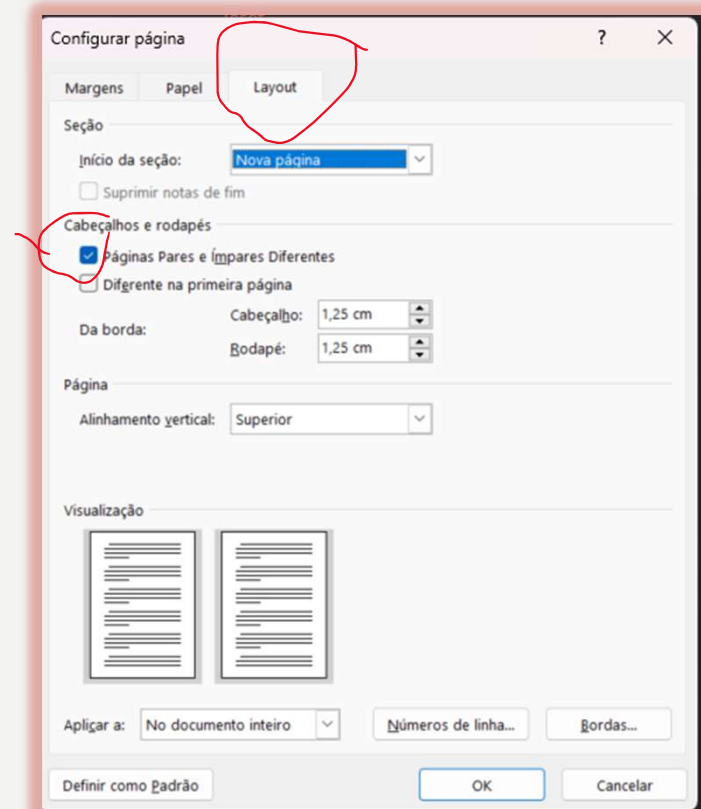 Configurar página ?
Margens Papel Layout
Seção
Início da seção: Nova página
Suprimir notas de fim
Cabeçalhos e rodapés
Páginas Pares e Ímpares Diferentes
Diferente na primeira página
Da borda:
Cabeçalho: 1,25 cm
Rodapé: 1,25 cm
Página
Alinhamento vertical: Superior
Visualização
Aplicar a: No documento inteiro Números de linha... Bordas...
Definir como Padrão OK Cancelar